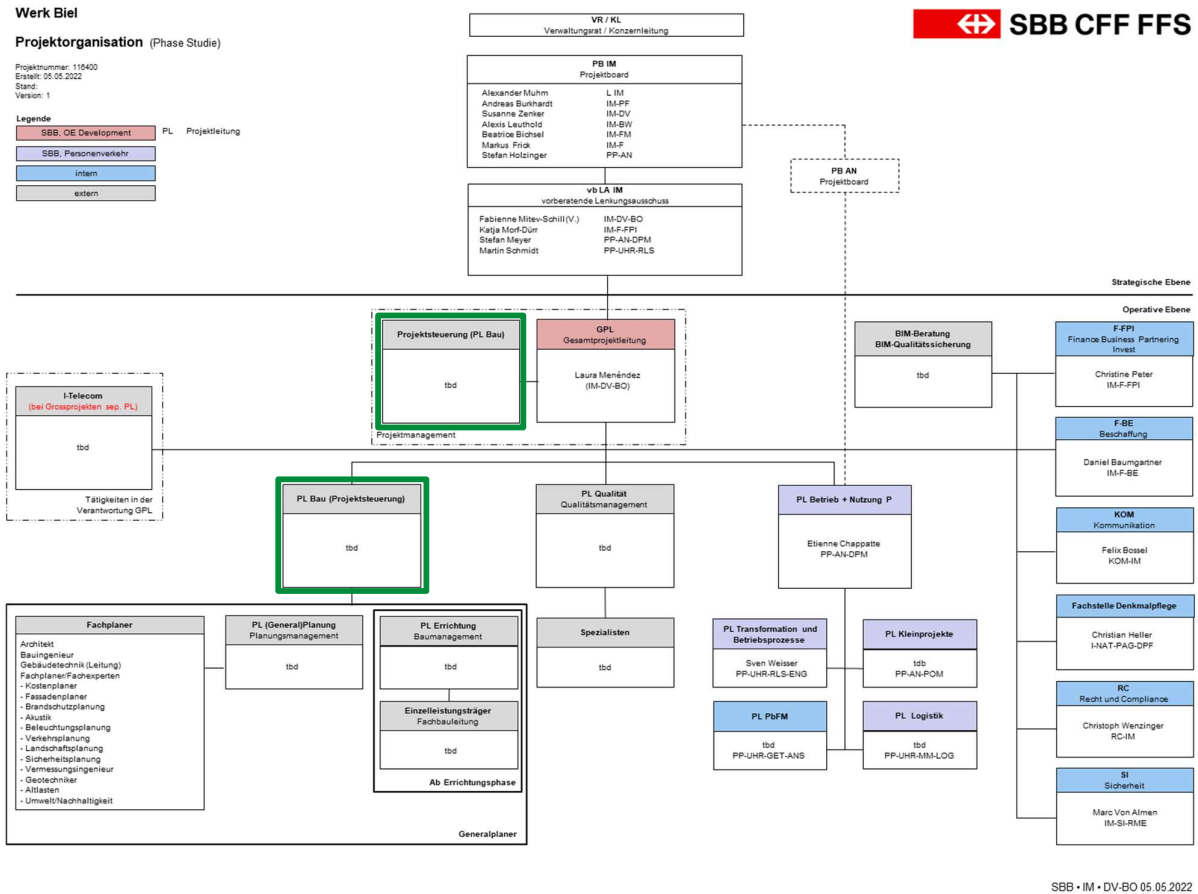 Werk Biel
Projektorganisation (Phase Studie)
Projektnummer: 116400
Erstellt: 05.05.2022
Stand:
Version: 1
Legende
SBB, OE Development
PL Projektleitung
SBB, Personenverkehr
intern
extern
VR / KL
Verwaltungsrat / Konzernleitung
SBB CFF FFS
PB IM
Projektboard
Alexander Muhm L IM
Andreas Burkhardt IM-PF
Susanne Zenker IM-DV
Alexis Leuthold IM-BW
Beatrice Bichsel IM-FM
Markus Frick IM-F
Stefan Holzinger PP-AN
PB AN
Projektboard
vb LA IM
vorberatende Lenkungsausschuss
Fabienne Mitev-Schill (V.) IM-DV-BO
Katja Morf-Dürr IM-F-FPI
Stefan Meyer PP-AN-DPM
Martin Schmidt PP-UHR-RLS
Strategische Ebene
Operative Ebene
Projektsteuerung (PL Bau)
tbd
GPL
Gesamtprojektleitung
Laura Menéndez
(IM-DV-BO)
Projektmanagement
BIM-Beratung
BIM-Qualitätssicherung
tbd
F-FPI
Finance Business Partnering
Invest
Christine Peter
IM-F-FPI
I-Telecom
(bei Grossprojekten sep. PL)
tbd
Tätigkeiten in der
Verantwortung GPL
F-BE
Beschaffung
Daniel Baumgartner
IM-F-BE
PL Bau (Projektsteuerung)
tbd
PL Qualität
Qualitätsmanagement
tbd
PL Betrieb + Nutzung P
Etienne Chappatte
PP-AN-DPM
KOM
Kommunikation
Felix Bossel
KOM-IM
Fachplaner
Architekt
Bauingenieur
Gebäudetechnik (Leitung)
Fachplaner/Fachexperten
- Kostenplaner
- Fassadenplaner
- Brandschutzplanung
- Akustik
- Beleuchtungsplanung
- Verkehrsplanung
- Landschaftsplanung
- Sicherheitsplanung
- Vermessungsingenieur
- Geotechniker
- Altlasten
- Umwelt/Nachhaltigkeit
PL (General)Planung
Planungsmanagement
tbd
PL Errichtung
Baumanagement
tbd
Einzelleistungsträger
Fachbauleitung
tbd
Ab Errichtungsphase
Generalplaner
Spezialisten
tbd
PL Transformation und
Betriebsprozesse
Sven Weisser
PP-UHR-RLS-ENG
PL Kleinprojekte
tdb
PP-AN-POM
PL PbFM
tbd
PP-UHR-GET-ANS
PL Logistik
tbd
PP-UHR-MM-LOG
Fachstelle Denkmalpflege
Christian Heller
I-NAT-PAG-DPF
RC
Recht und Compliance
Christoph Wenzinger
RC-IM
SI
Sicherheit
Marc Von Almen
IM-SI-RME
SBB • IM • DV-BO 05.05.2022